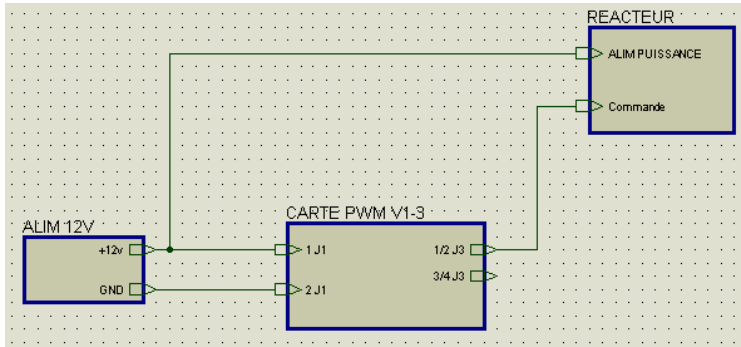 REACTEUR
ALIM PUISSANCE
Commande
ALIM 12V
+12v
GND
CARTE PWM V1-3
1 J1
1/2 J3
3/4 J3
2 J1